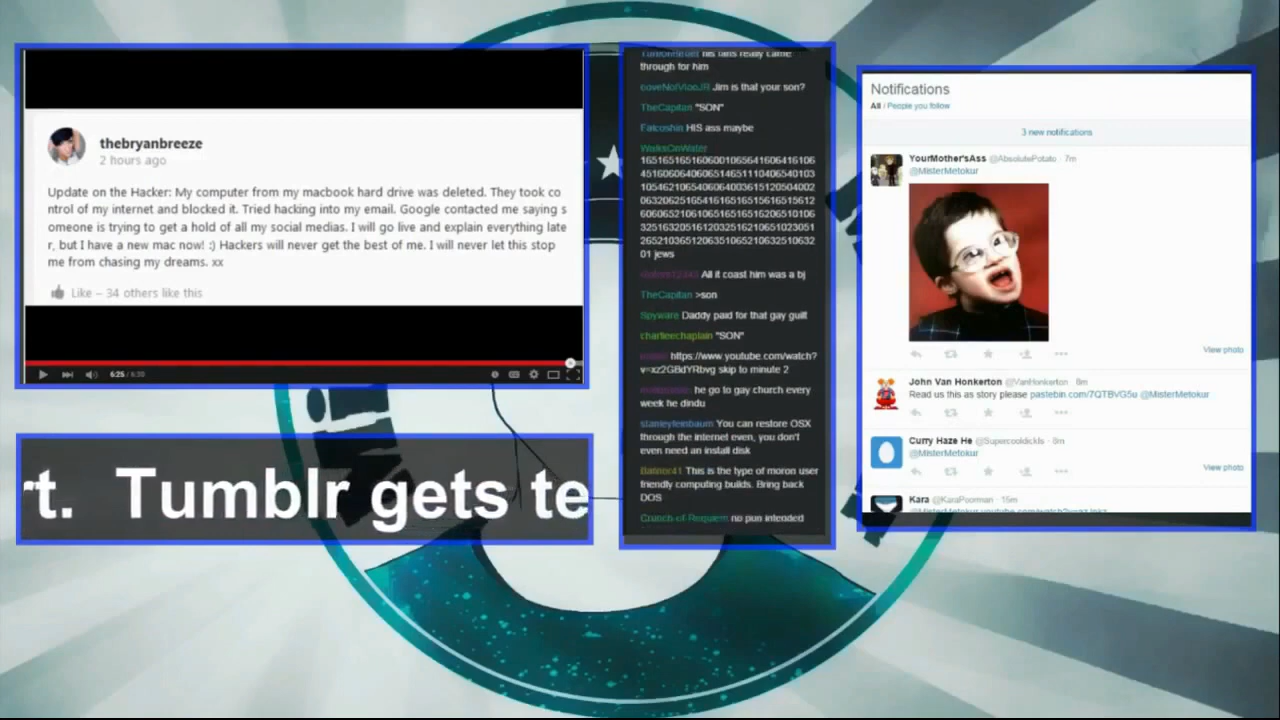 thebryanbreeze
2 hours ago
Update on the Hacker: My computer from my macbook hard drive was deleted. They took co
ntrol of my internet and blocked it. Tried hacking into my email. Google contacted me saying s
omeone is trying to get a hold of all my social medias. I will go live and explain everything late
r, but I have a new mac now! :) Hackers will never get the best of me. I will never let this stop
me from chasing my dreams. xx
Like – 34 others like this
6:25 / 6:30
rt. Tumblr gets te
his fans really came
through for him
Jim is that your son?
TheCapitan "SON"
Falcoshin HIS ass maybe
WalksOnWater
01 jews
All it coast him was a bj
TheCapitan >son
Spyware Daddy paid for that gay guilt
charlieechaplain "SON"
https://www.youtube.com/watch?
v=xz2GBdYRbvg skip to minute 2
he go to gay church every
week he dindu
stanleyteinbaum You can restore OSX
through the internet even, you don't
even need an install disk
Batnor41 This is the type of moron user
friendly computing builds. Bring back
DOS
Crunch of Requiem no pun intended
Notifications
All / People you follow
3 new notifications
YourMother'sAss @AbsolutePotato · 7m
@MisterMetokur
View photo
John Van Honkerton @VanHonkerton · 8m
Read us this as story please pastebin.com/7QTBVG5u @MisterMetokur
Curry Haze He @Supercooldickls · 8m
@MisterMetokur
View photo
Kara @KaraPoorman · 15m